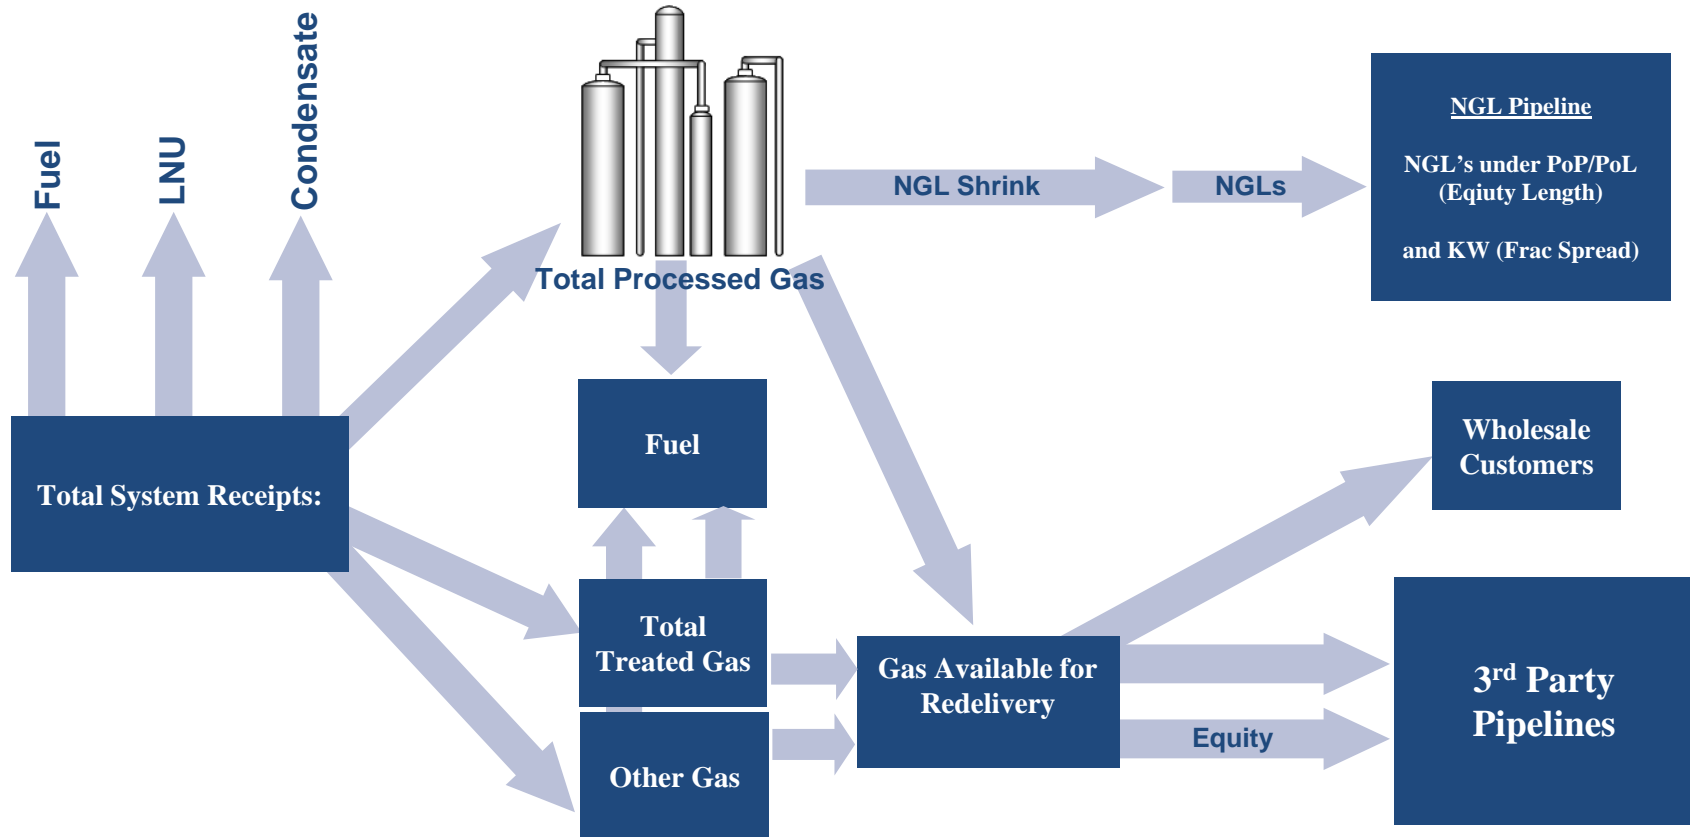 Fuel
LNU
Condensate
Total Processed Gas
NGL Shrink
NGLs
NGL Pipeline
NGL's under PoP/PoL
(Eqiuty Length)
and KW (Frac Spread)
Fuel
Wholesale
Customers
Total System Receipts:
Total
Treated Gas
Gas Available for
Redelivery
3rd Party
Pipelines
Equity
Other Gas